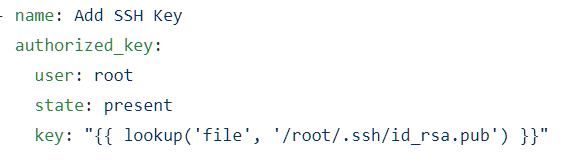 - name: Add SSH Key
authorized_key:
user: root
state: present
key: "{{ lookup('file', '/root/.ssh/id_rsa.pub') }}"